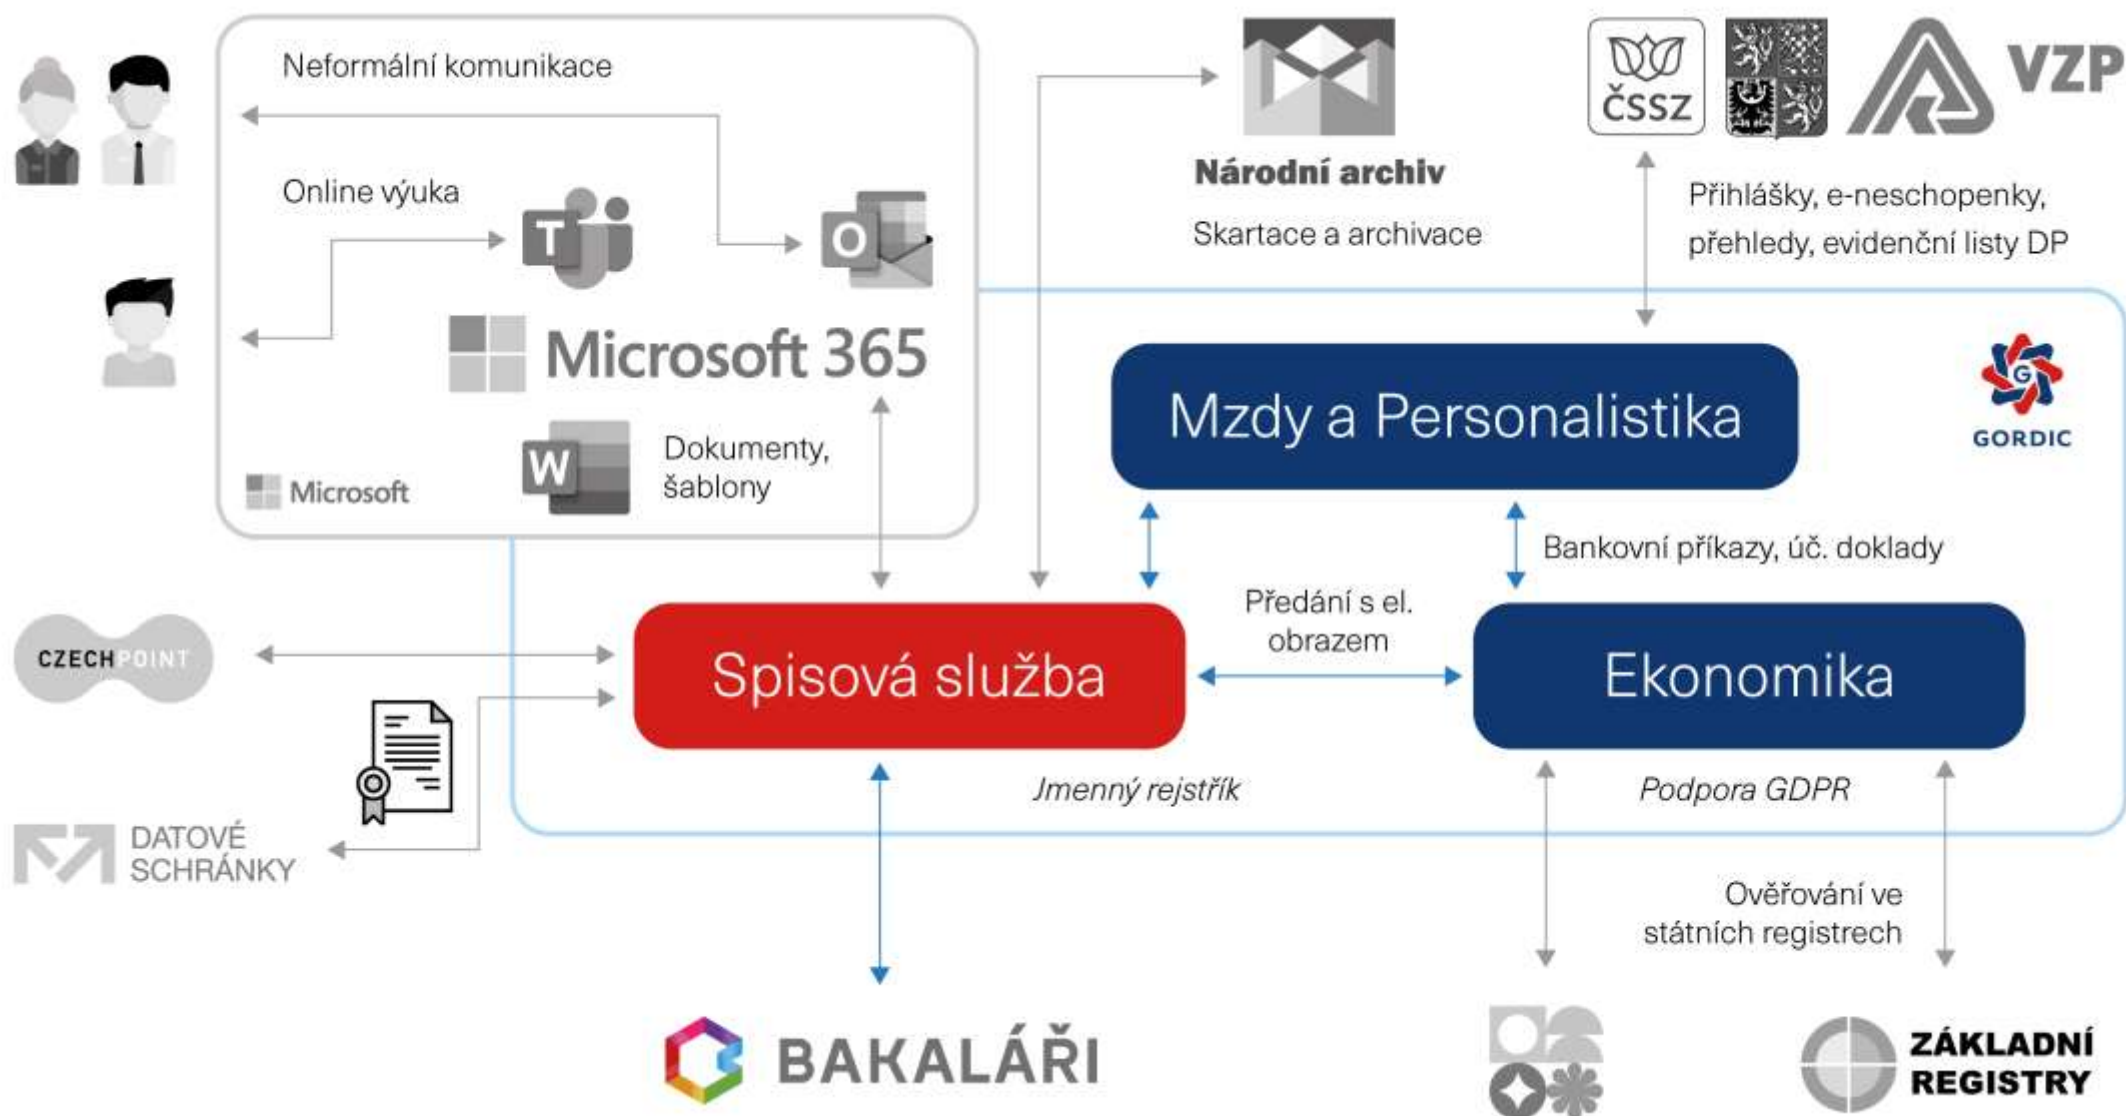 Neformální komunikace
Online výuka
T
O
Microsoft 365
W
Dokumenty,
šablony
Microsoft
Národní archiv
Skartace a archivace
ČSSZ
VZP
Přihlášky, e-neschopenky,
přehledy, evidenční listy DP
Mzdy a Personalistika
G
GORDIC
Bankovní příkazy, úč. doklady
Předání s el.
obrazem
CZECHPOINT
Spisová služba
Ekonomika
DATOVÉ
SCHRÁNKY
Jmenný rejstřík
Podpora GDPR
Ověřování ve
státních registrech
BAKALÁŘI
ZÁKLADNÍ
REGISTRY